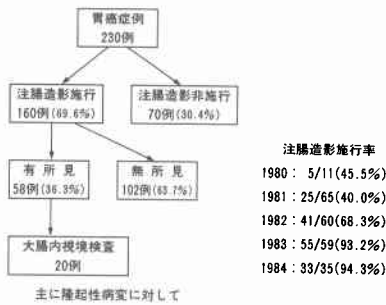 胃癌症例
230例
注腸造影施行
160例(69.6%)
注腸造影非施行
70例(30.4%)
有所見
58例(36.3%)
無所見
102例(63.7%)
大腸内視境検査
20例
主に隆起性病変に対して
注腸造影施行率
1980 : 5/11(45.5%)
1981 : 25/65(40.0%)
1982 : 41/60(68.3%)
1983 : 55/59(93.2%)
1984 : 33/35(94.3%)